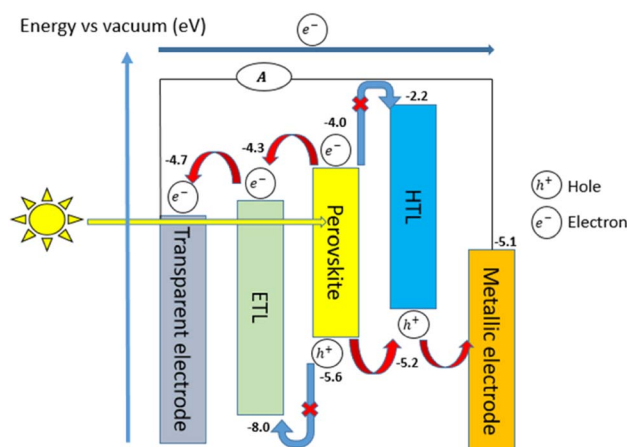 Energy vs vacuum (eV)
e⁻
A
-2.2
-4.0
-4.3
-4.7
e⁻
e⁻
e⁻
h⁺ Hole
e⁻ Electron
Transparent electrode
ETL
Perovskite
HTL
Metallic electrode
-5.1
h⁺
h⁺
-5.2
-5.6
-8.0